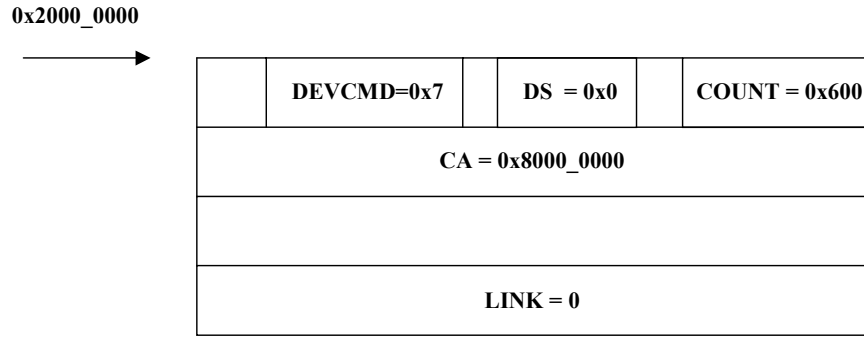 0x2000_0000
DEVCMD=0x7 DS = 0x0 COUNT = 0x600
CA = 0x8000_0000
LINK = 0